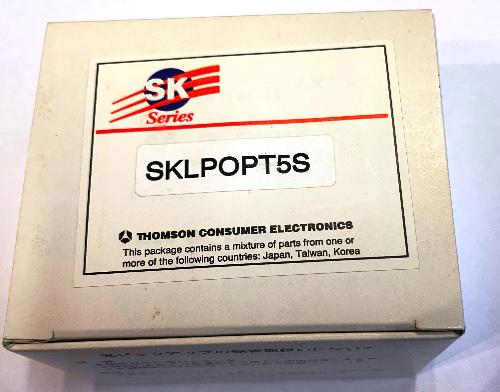 SK
Series
SKLPOPT5S
THOMSON CONSUMER ELECTRONICS
This package contains a mixture of parts from one or
more of the following countries: Japan, Taiwan, Korea